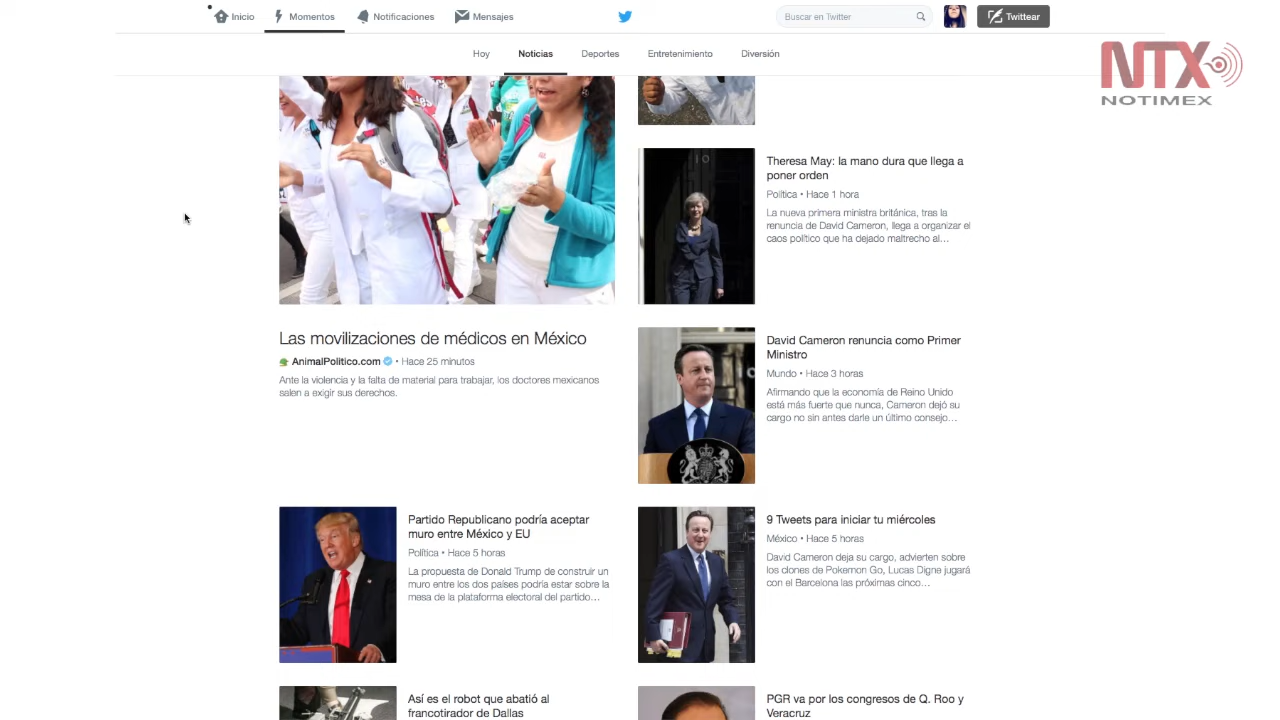 Inicio
Momentos
Notificaciones
Mensajes
Buscar en Twitter
Twittear
Hoy
Noticias
Deportes
Entretenimiento
Diversión
NTX
NOTIMEX
Las movilizaciones de médicos en México
AnimalPolitico.com • Hace 25 minutos
Ante la violencia y la falta de material para trabajar, los doctores mexicanos
salen a exigir sus derechos.
Theresa May: la mano dura que llega a
poner orden
Política • Hace 1 hora
La nueva primera ministra británica, tras la
renuncia de David Cameron, llega a organizar el
caos político que ha dejado maltrecho al…
David Cameron renuncia como Primer
Ministro
Mundo • Hace 3 horas
Afirmando que la economía de Reino Unido
está más fuerte que nunca, Cameron dejó su
cargo no sin antes darle un último consejo…
Partido Republicano podría aceptar
muro entre México y EU
Política • Hace 5 horas
La propuesta de Donald Trump de construir un
muro entre los dos países podría estar sobre la
mesa de la plataforma electoral del partido…
9 Tweets para iniciar tu miércoles
México • Hace 5 horas
David Cameron deja su cargo, advierten sobre
los clones de Pokemon Go, Lucas Digne jugará
con el Barcelona las próximas cinco…
Así es el robot que abatió al
francotirador de Dallas
PGR va por los congresos de Q. Roo y
Veracruz